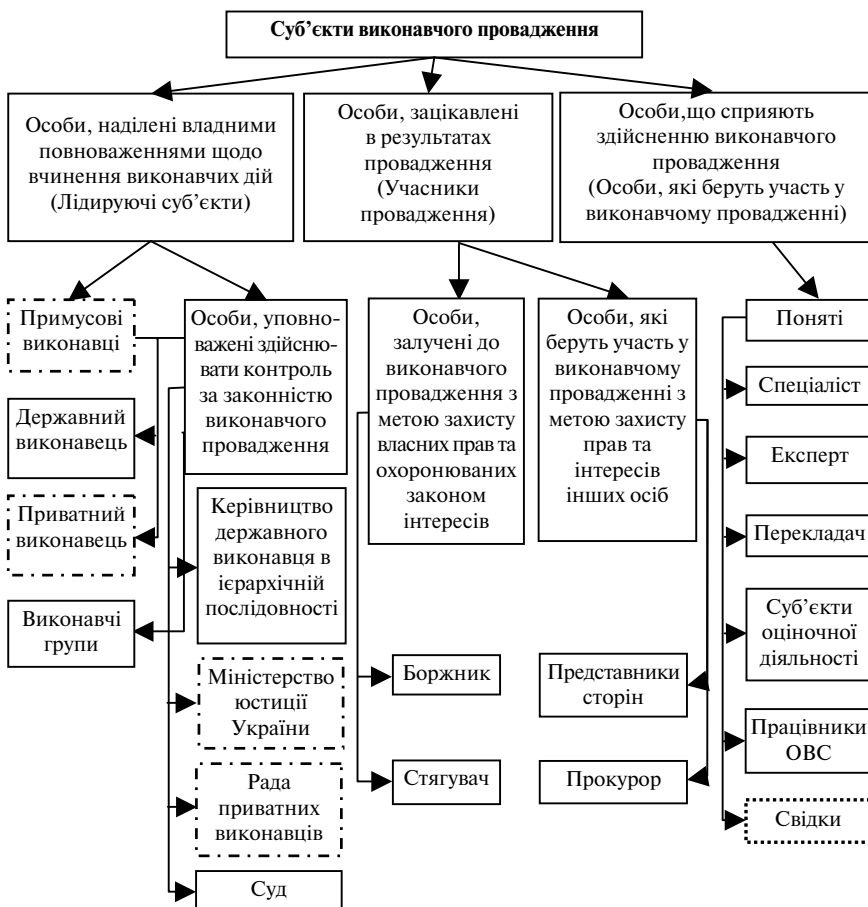 Суб’єкти виконавчого провадження
Особи, наділені владними
повноваженнями щодо
вчинення виконавчих дій
(Лідируючі суб’єкти)
Особи, зацікавлені
в результатах
провадження
(Учасники
провадження)
Особи,що сприяють
здійсненню виконавчого
провадження
(Особи, які беруть участь у
виконавчому провадженні)
Примусові
виконавці
Державний
виконавець
Приватний
виконавець
Виконавчі
групи
Особи, уповно-
важені здійсню-
вати контроль
за законністю
виконавчого
провадження
Керівництво
державного
виконавця в
ієрархічній
послідовності
Міністерство
юстиції
України
Рада
приватних
виконавців
Суд
Особи,
залучені до
виконавчого
провадження з
метою захисту
власних прав та
охоронюваних
законом
інтересів
Боржник
Стягувач
Особи, які
беруть участь у
виконавчому
провадженні з
метою захисту
прав та
інтересів
інших осіб
Представники
сторін
Прокурор
Поняті
Спеціаліст
Експерт
Перекладач
Суб’єкти
оціночної
діяльності
Працівники
ОВС
Свідки